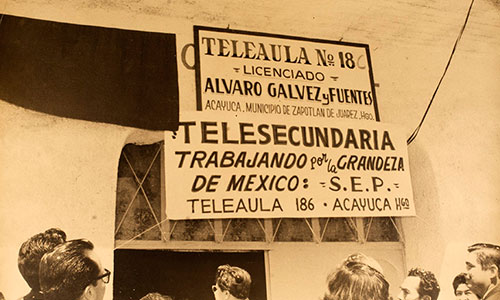 TELEAULA No. 186
LICENCIADO
ALVARO GALVEZ y FUENTES
ACAYUCA, MUNICIPIO DE ZAPOTLAN DE JUAREZ, HGO.
TELESECUNDARIA
TRABAJANDO por la GRANDEZA
DE MEXICO: - S.E.P. -
TELEAULA 186 • ACAYUCA HGO